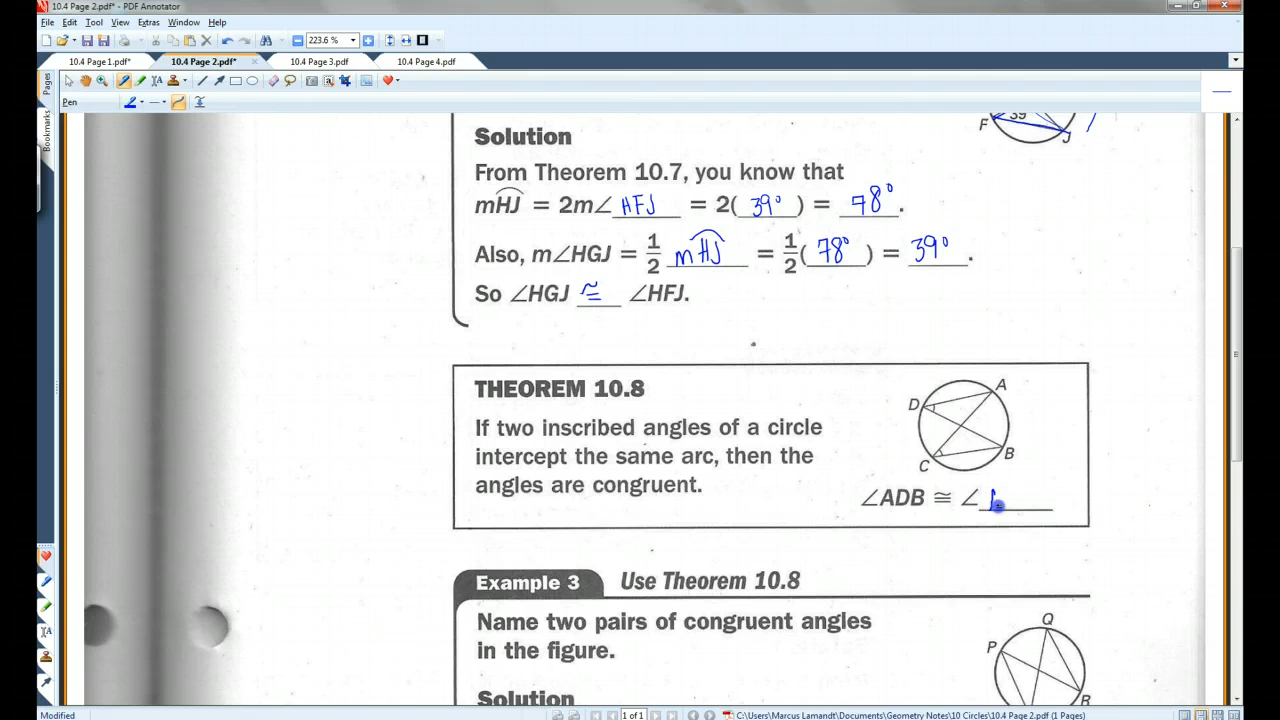 10.4 Page 2.pdf* - PDF Annotator
File Edit Tool View Extras Window Help
223.6 %
10.4 Page 1.pdf* 10.4 Page 2.pdf* 10.4 Page 3.pdf 10.4 Page 4.pdf
Pen
Pages
Bookmarks
F 39 J
Solution
From Theorem 10.7, you know that
mHJ = 2m∠ HFJ = 2( 39° ) = 78°.
Also, m∠HGJ = 1/2 mHJ = 1/2( 78° ) = 39°.
So ∠HGJ ≅ ∠HFJ.
THEOREM 10.8
If two inscribed angles of a circle
intercept the same arc, then the
angles are congruent.
A
D
B
C
∠ADB ≅ ∠
Example 3 Use Theorem 10.8
Name two pairs of congruent angles
in the figure.
Q
P
R
Solution
Modified
1 of 1
C:\Users\Marcus Lamandt\Documents\Geometry Notes\10 Circles\10.4 Page 2.pdf (1 Pages)